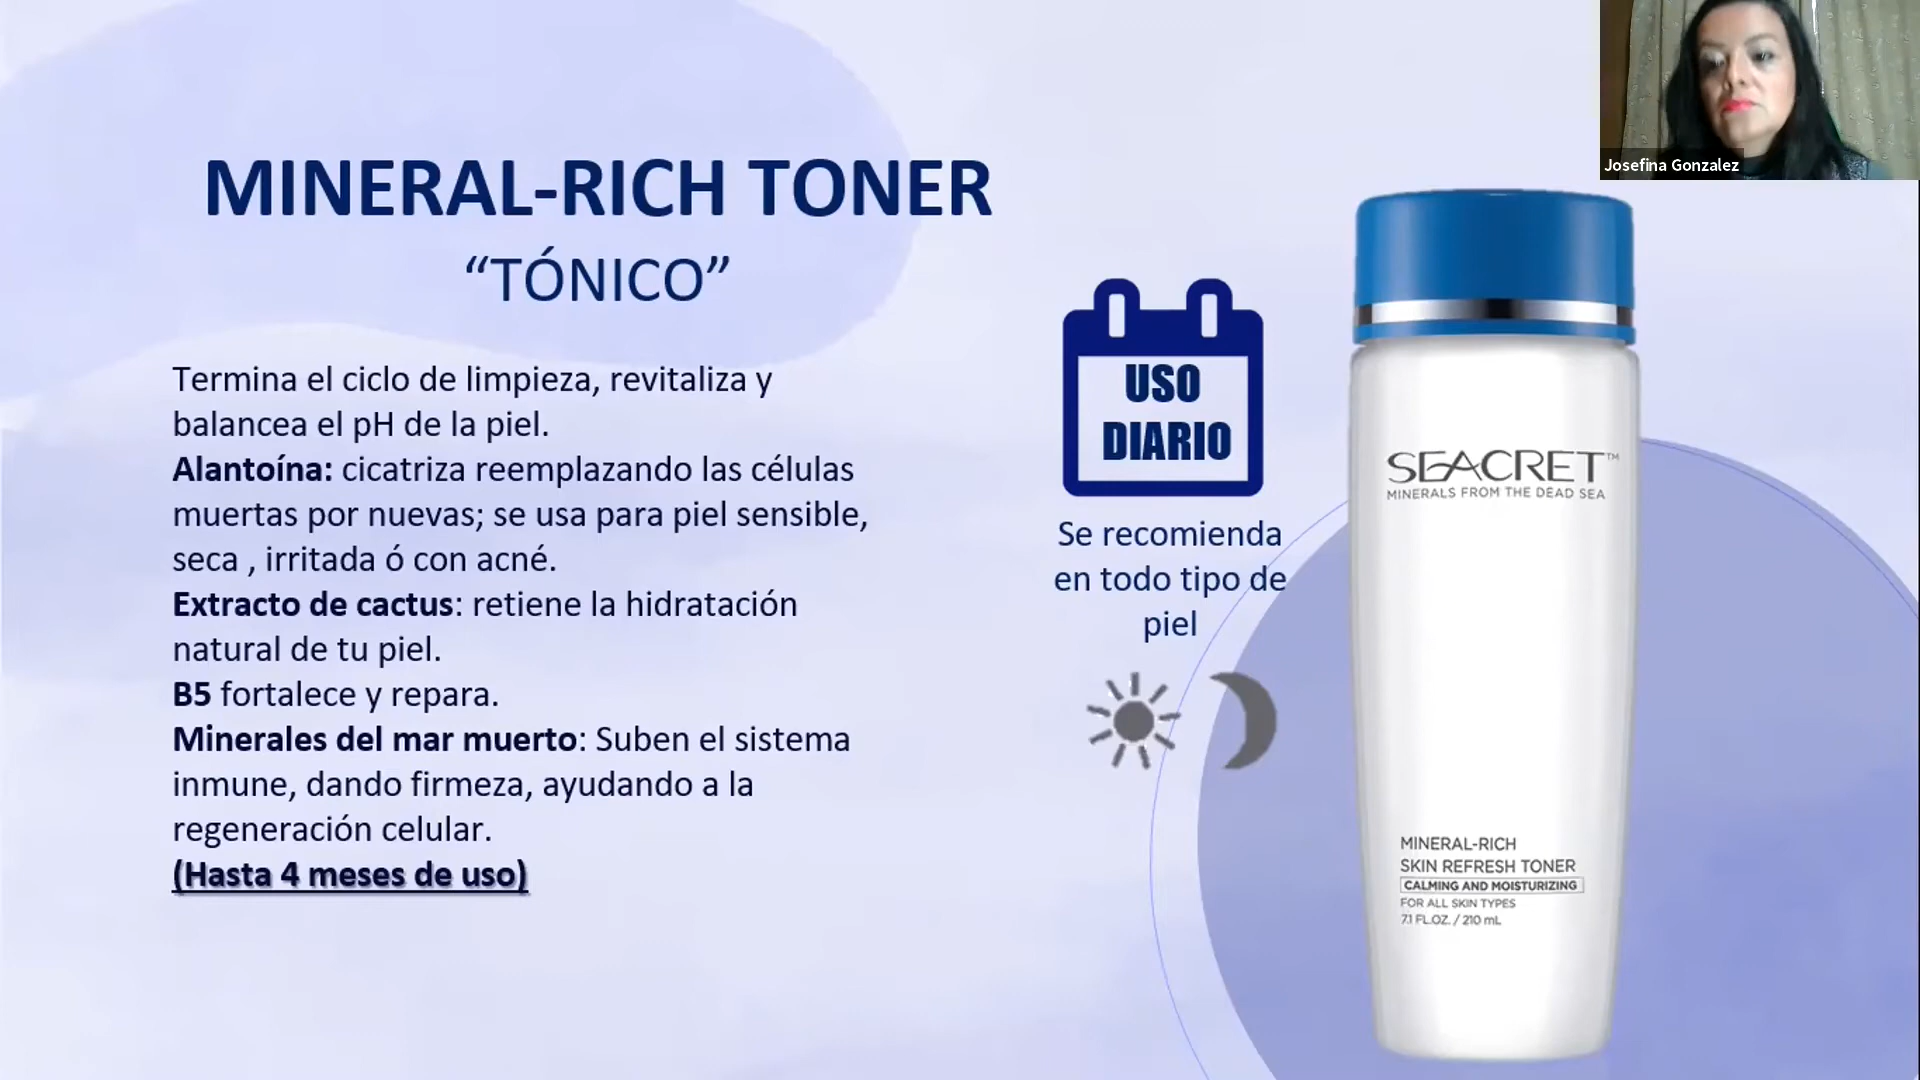 Josefina Gonzalez
MINERAL-RICH TONER
“TÓNICO”
Termina el ciclo de limpieza, revitaliza y
balancea el pH de la piel.
Alantoína: cicatriza reemplazando las células
muertas por nuevas; se usa para piel sensible,
seca , irritada ó con acné.
Extracto de cactus: retiene la hidratación
natural de tu piel.
B5 fortalece y repara.
Minerales del mar muerto: Suben el sistema
inmune, dando firmeza, ayudando a la
regeneración celular.
(Hasta 4 meses de uso)
USO
DIARIO
Se recomienda
en todo tipo de
piel
SEACRET™
MINERALS FROM THE DEAD SEA
MINERAL-RICH
SKIN REFRESH TONER
CALMING AND MOISTURIZING
FOR ALL SKIN TYPES
7.1 FL.OZ. / 210 mL